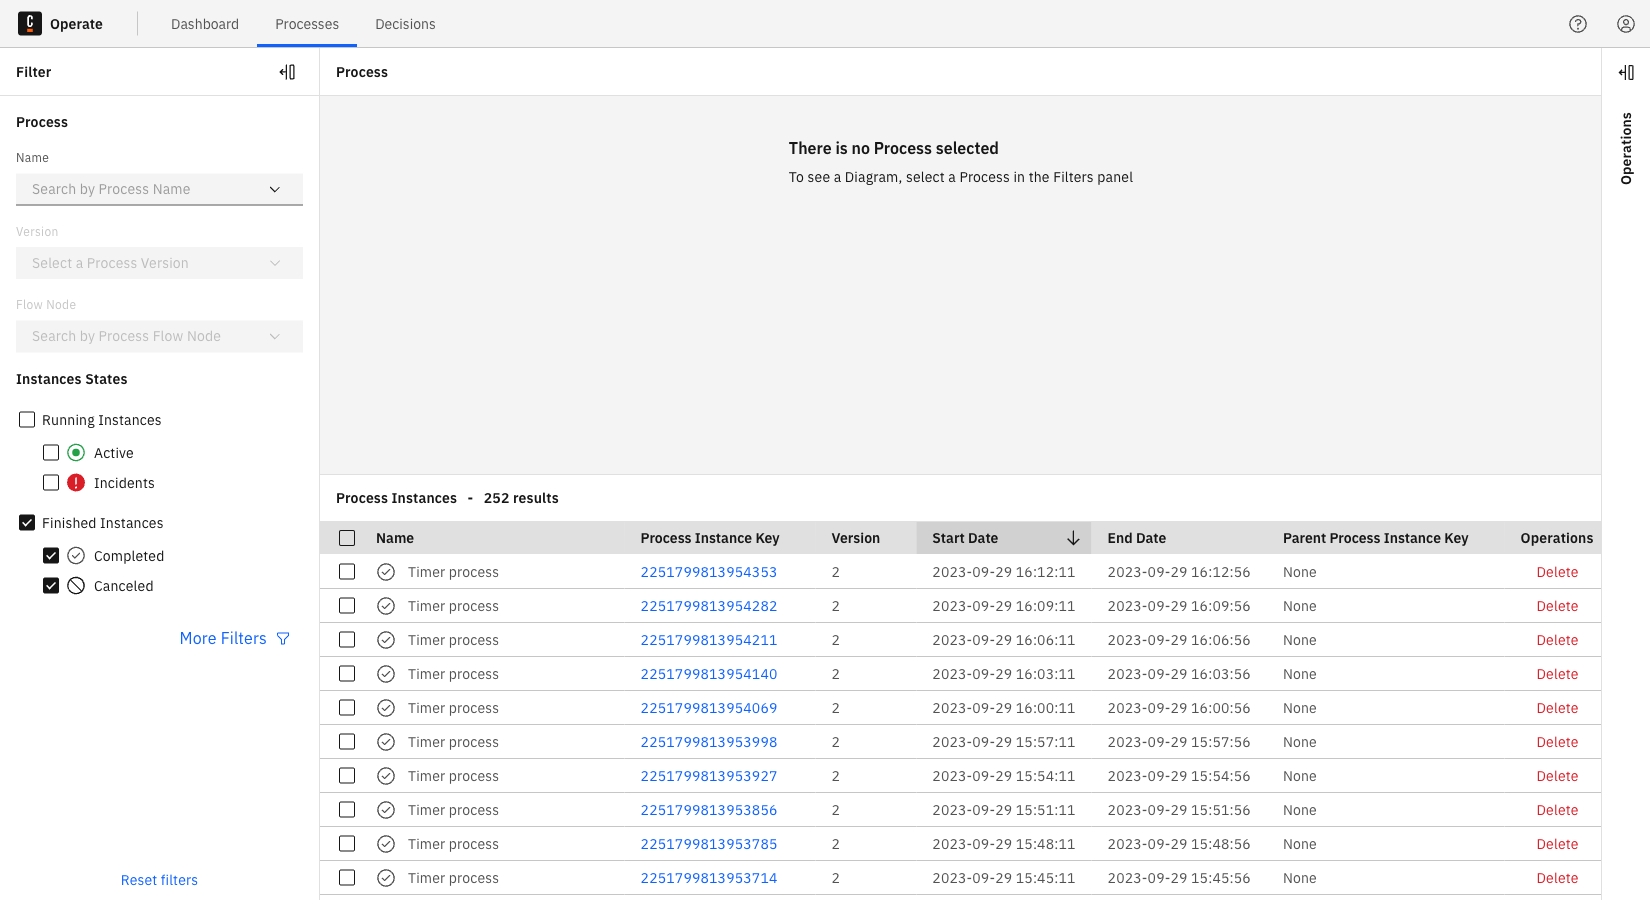 C Operate Dashboard Processes Decisions
Filter
Process
Name
Search by Process Name
Version
Select a Process Version
Flow Node
Search by Process Flow Node
Instances States
Running Instances
Active
Incidents
Finished Instances
Completed
Canceled
More Filters
Reset filters
Process
There is no Process selected
To see a Diagram, select a Process in the Filters panel
Process Instances - 252 results
Name Process Instance Key Version Start Date End Date Parent Process Instance Key Operations
Timer process 2251799813954353 2 2023-09-29 16:12:11 2023-09-29 16:12:56 None Delete
Timer process 2251799813954282 2 2023-09-29 16:09:11 2023-09-29 16:09:56 None Delete
Timer process 2251799813954211 2 2023-09-29 16:06:11 2023-09-29 16:06:56 None Delete
Timer process 2251799813954140 2 2023-09-29 16:03:11 2023-09-29 16:03:56 None Delete
Timer process 2251799813954069 2 2023-09-29 16:00:11 2023-09-29 16:00:56 None Delete
Timer process 2251799813953998 2 2023-09-29 15:57:11 2023-09-29 15:57:56 None Delete
Timer process 2251799813953927 2 2023-09-29 15:54:11 2023-09-29 15:54:56 None Delete
Timer process 2251799813953856 2 2023-09-29 15:51:11 2023-09-29 15:51:56 None Delete
Timer process 2251799813953785 2 2023-09-29 15:48:11 2023-09-29 15:48:56 None Delete
Timer process 2251799813953714 2 2023-09-29 15:45:11 2023-09-29 15:45:56 None Delete
Operations